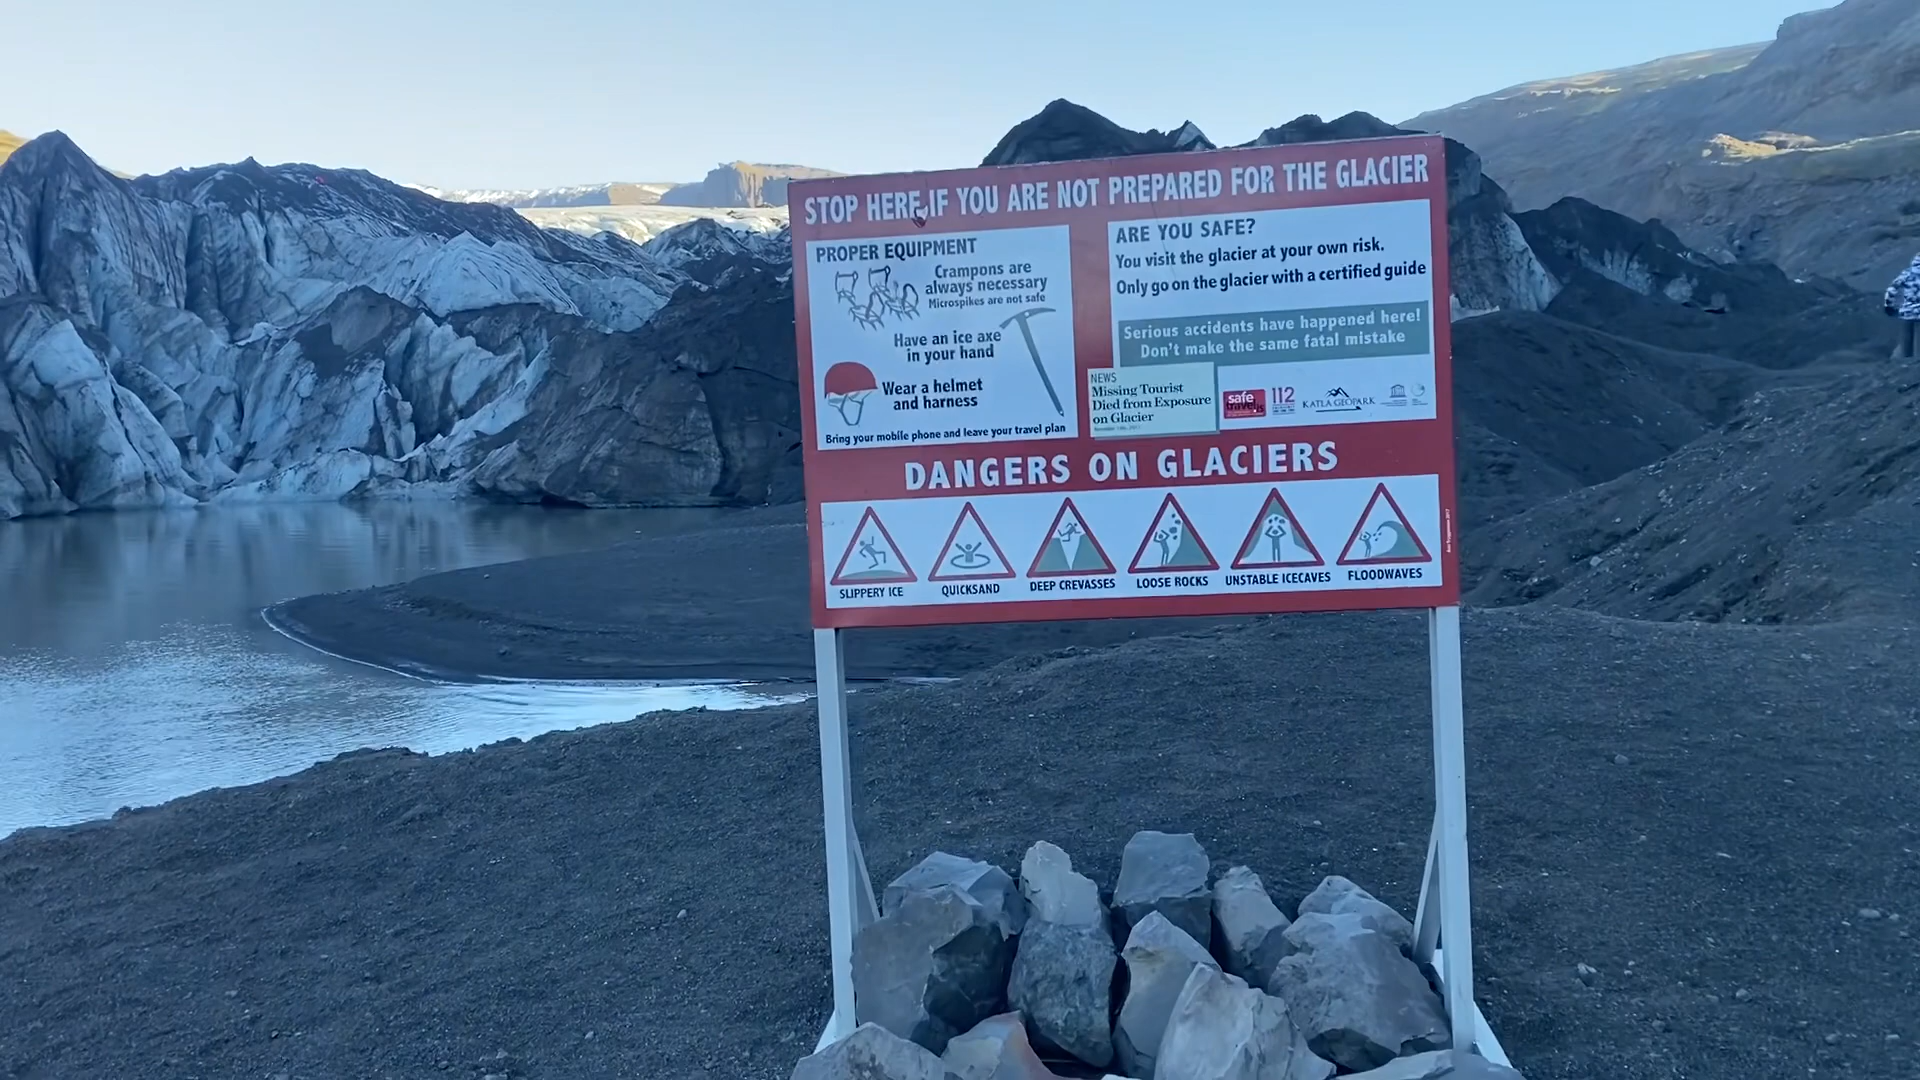 STOP HERE, IF YOU ARE NOT PREPARED FOR THE GLACIER
PROPER EQUIPMENT
Crampons are
always necessary
Microspikes are not safe
Have an ice axe
in your hand
Wear a helmet
and harness
Bring your mobile phone and leave your travel plan
ARE YOU SAFE?
You visit the glacier at your own risk.
Only go on the glacier with a certified guide
Serious accidents have happened here!
Don't make the same fatal mistake
NEWS
Missing Tourist
Died from Exposure
on Glacier
safe
travel.is
112
KATLA GEOPARK
DANGERS ON GLACIERS
SLIPPERY ICE
QUICKSAND
DEEP CREVASSES
LOOSE ROCKS
UNSTABLE ICECAVES
FLOODWAVES